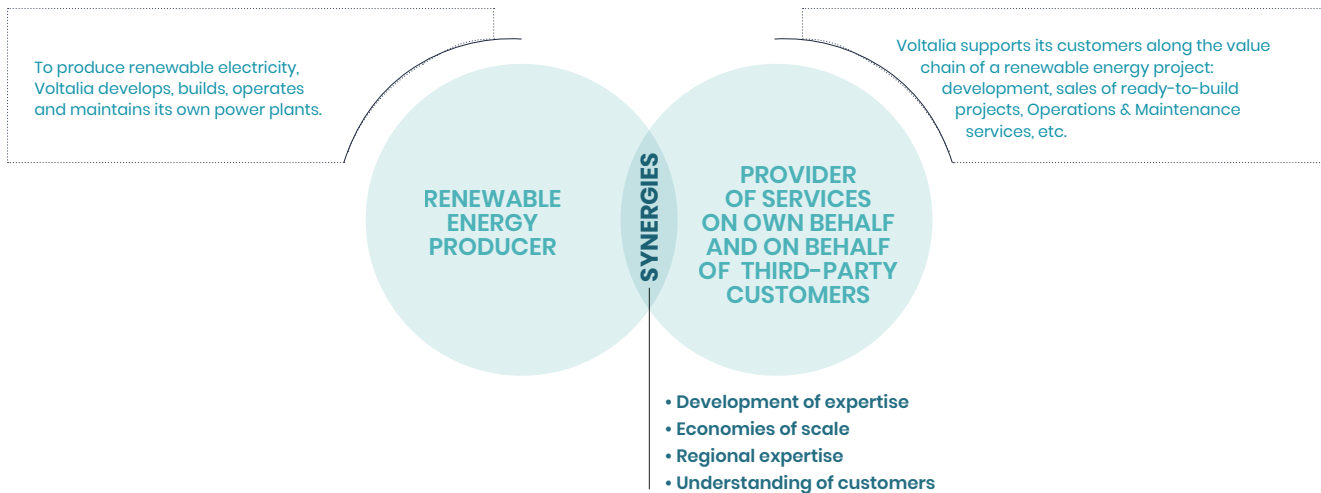 To produce renewable electricity,
Voltalia develops, builds, operates
and maintains its own power plants.
Voltalia supports its customers along the value
chain of a renewable energy project:
development, sales of ready-to-build
projects, Operations & Maintenance
services, etc.
RENEWABLE
ENERGY
PRODUCER
SYNERGIES
PROVIDER
OF SERVICES
ON OWN BEHALF
AND ON BEHALF
OF THIRD-PARTY
CUSTOMERS
• Development of expertise
• Economies of scale
• Regional expertise
• Understanding of customers